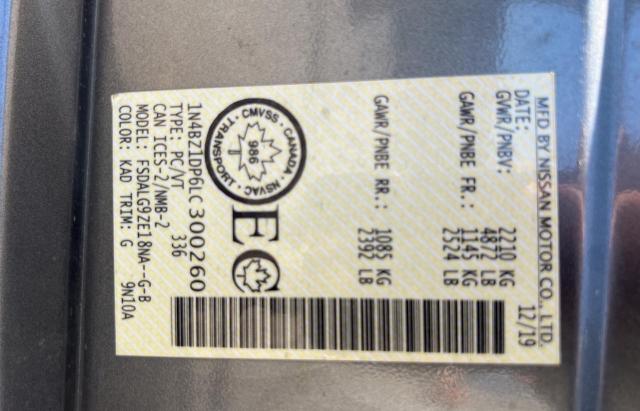 MFD BY NISSAN MOTOR CO., LTD.
DATE: 12/19
GVWR/PNBV: 2210 KG
4872 LB
GAWR/PNBE FR.: 1145 KG
2524 LB
GAWR/PNBE RR.: 1085 KG
2392 LB
CMVSS · CANADA · NSVAC · TRANSPORT ·
986
EC
1N4BZ1DP6LC300260
TYPE: PC/VT 336
CAN ICES-2/NMB-2
MODEL: FSDALG9ZE18NA--G-B
COLOR: KAD TRIM: G 9N10A